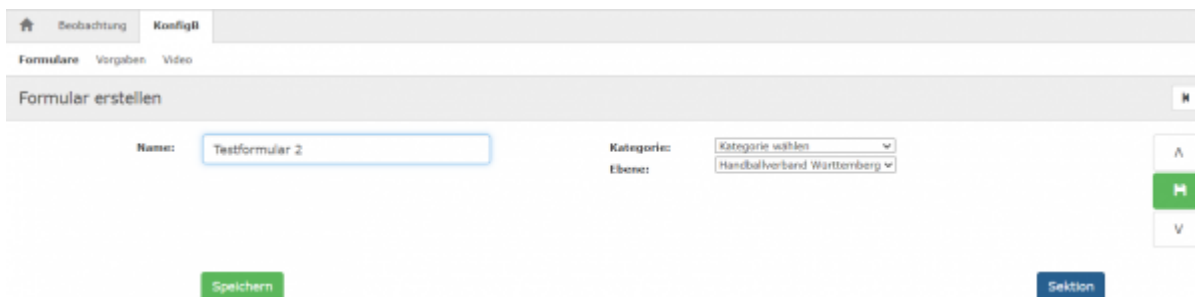 Beobachtung KonfigB
Formulare Vorgaben Video
Formular erstellen
Name: Testformular 2 Kategorie: Kategorie wählen
Ebene: Handballverband Württemberg
Speichern Sektion